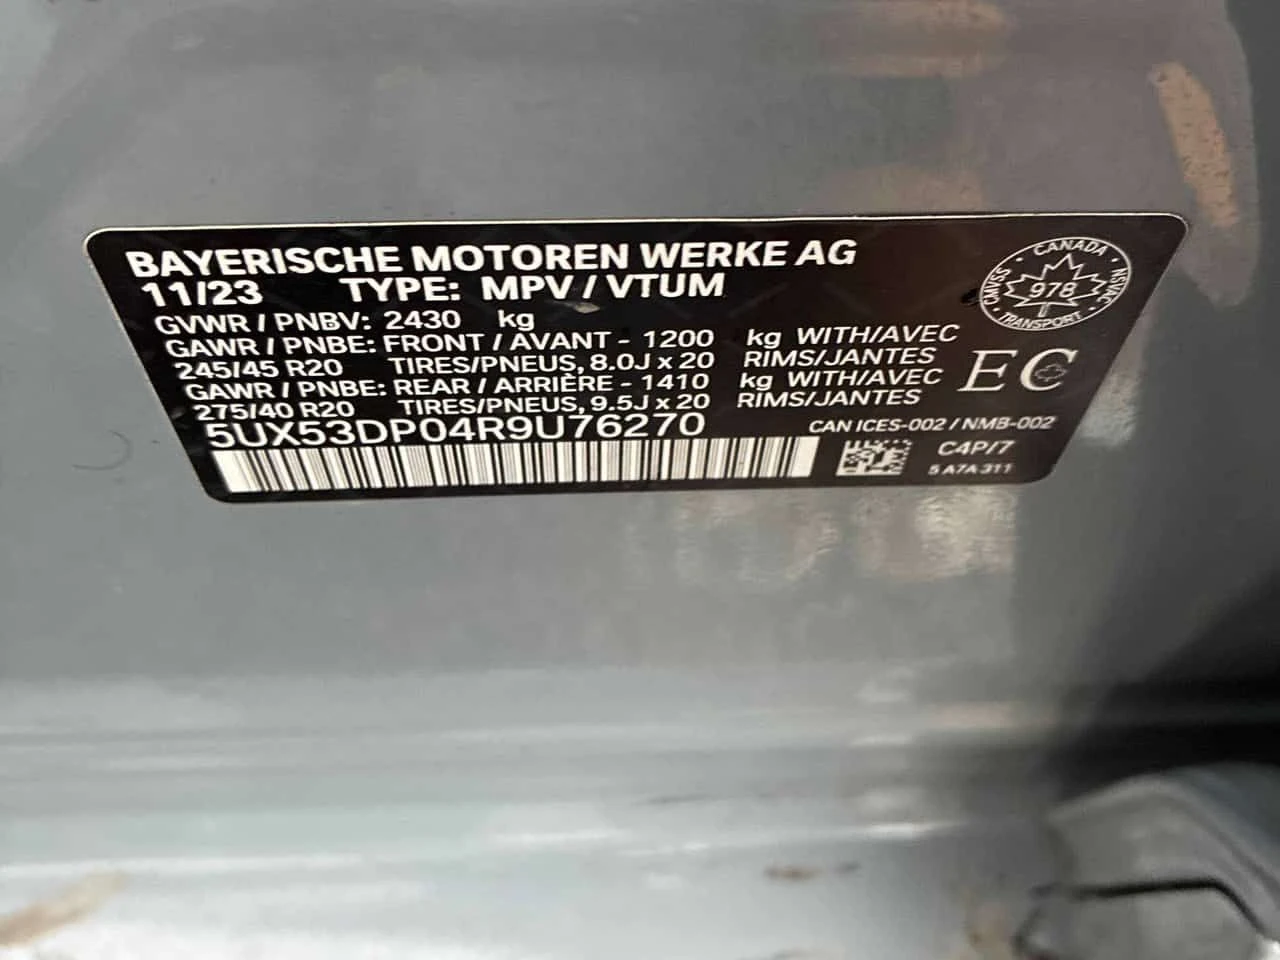 BAYERISCHE MOTOREN WERKE AG
11/23 TYPE: MPV / VTUM
GVWR / PNBV: 2430 kg
GAWR / PNBE: FRONT / AVANT - 1200 kg WITH/AVEC
245/45 R20 TIRES/PNEUS, 8.0J x 20 RIMS/JANTES
GAWR / PNBE: REAR / ARRIÈRE - 1410 kg WITH/AVEC
275/40 R20 TIRES/PNEUS, 9.5J x 20 RIMS/JANTES
5UX53DP04R9U76270
CANADA
CMVSS
978
NSVAC
TRANSPORT
EC
CAN ICES-002 / NMB-002
C4P/7
5 A7A 311